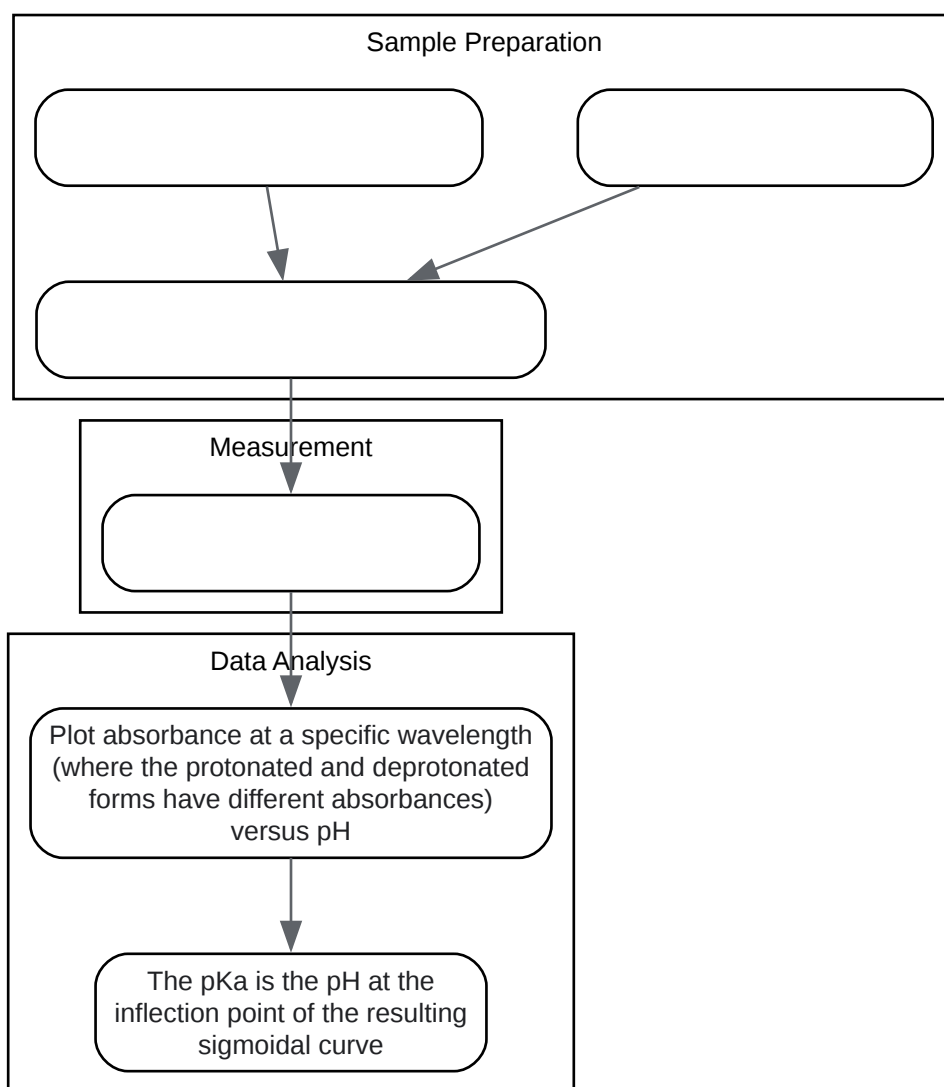 Sample Preparation
Measurement
Data Analysis
Plot absorbance at a specific wavelength
(where the protonated and deprotonated
forms have different absorbances)
versus pH
The pKa is the pH at the
inflection point of the resulting
sigmoidal curve